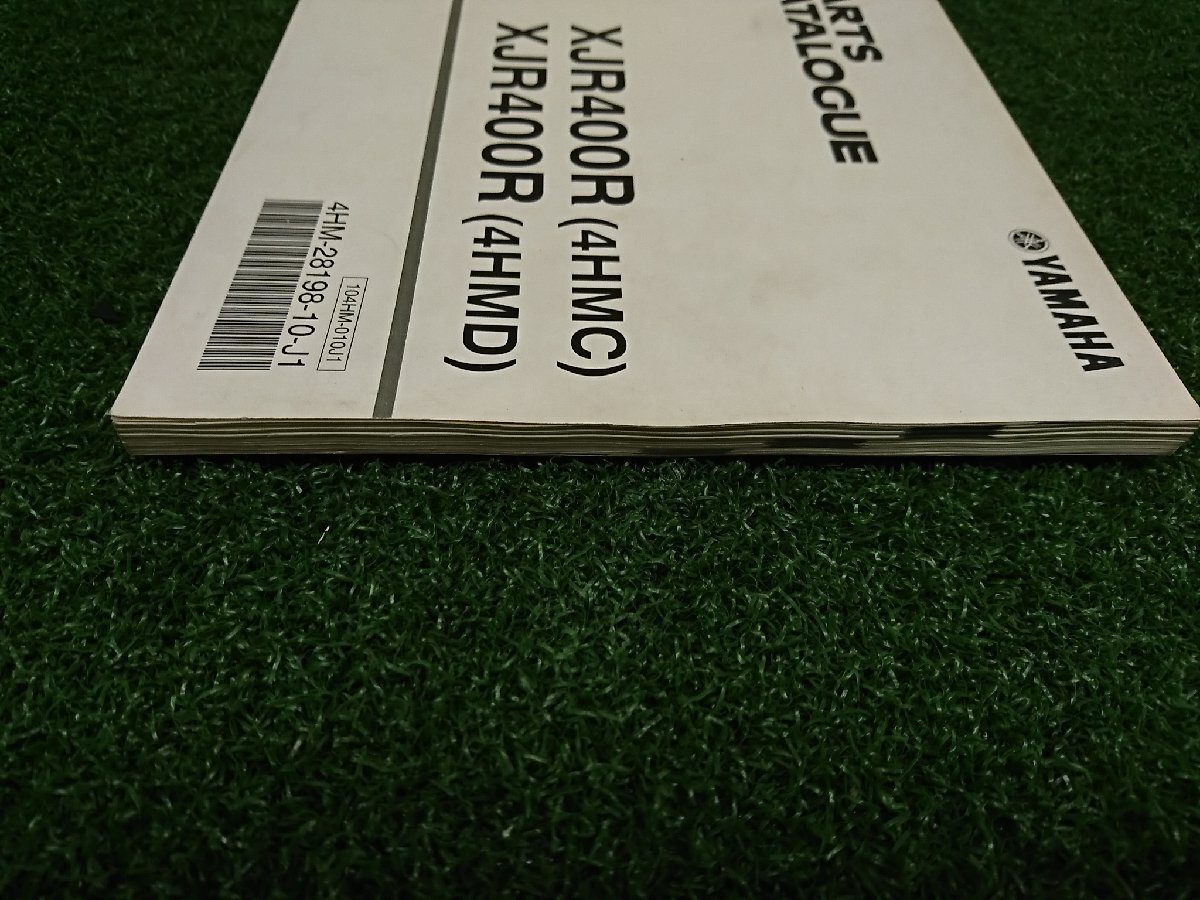 ARTS
ATALOGUE
XJR400R (4HMC)
XJR400R (4HMD)
YAMAHA
104HM-010J1
4HM-28198-10-J1